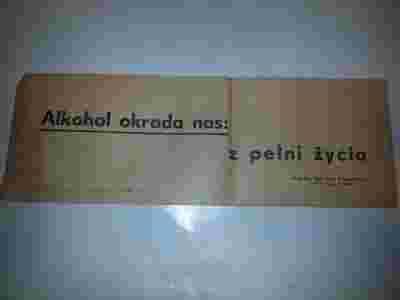 Alkohol okrada nas:
z pełni życia